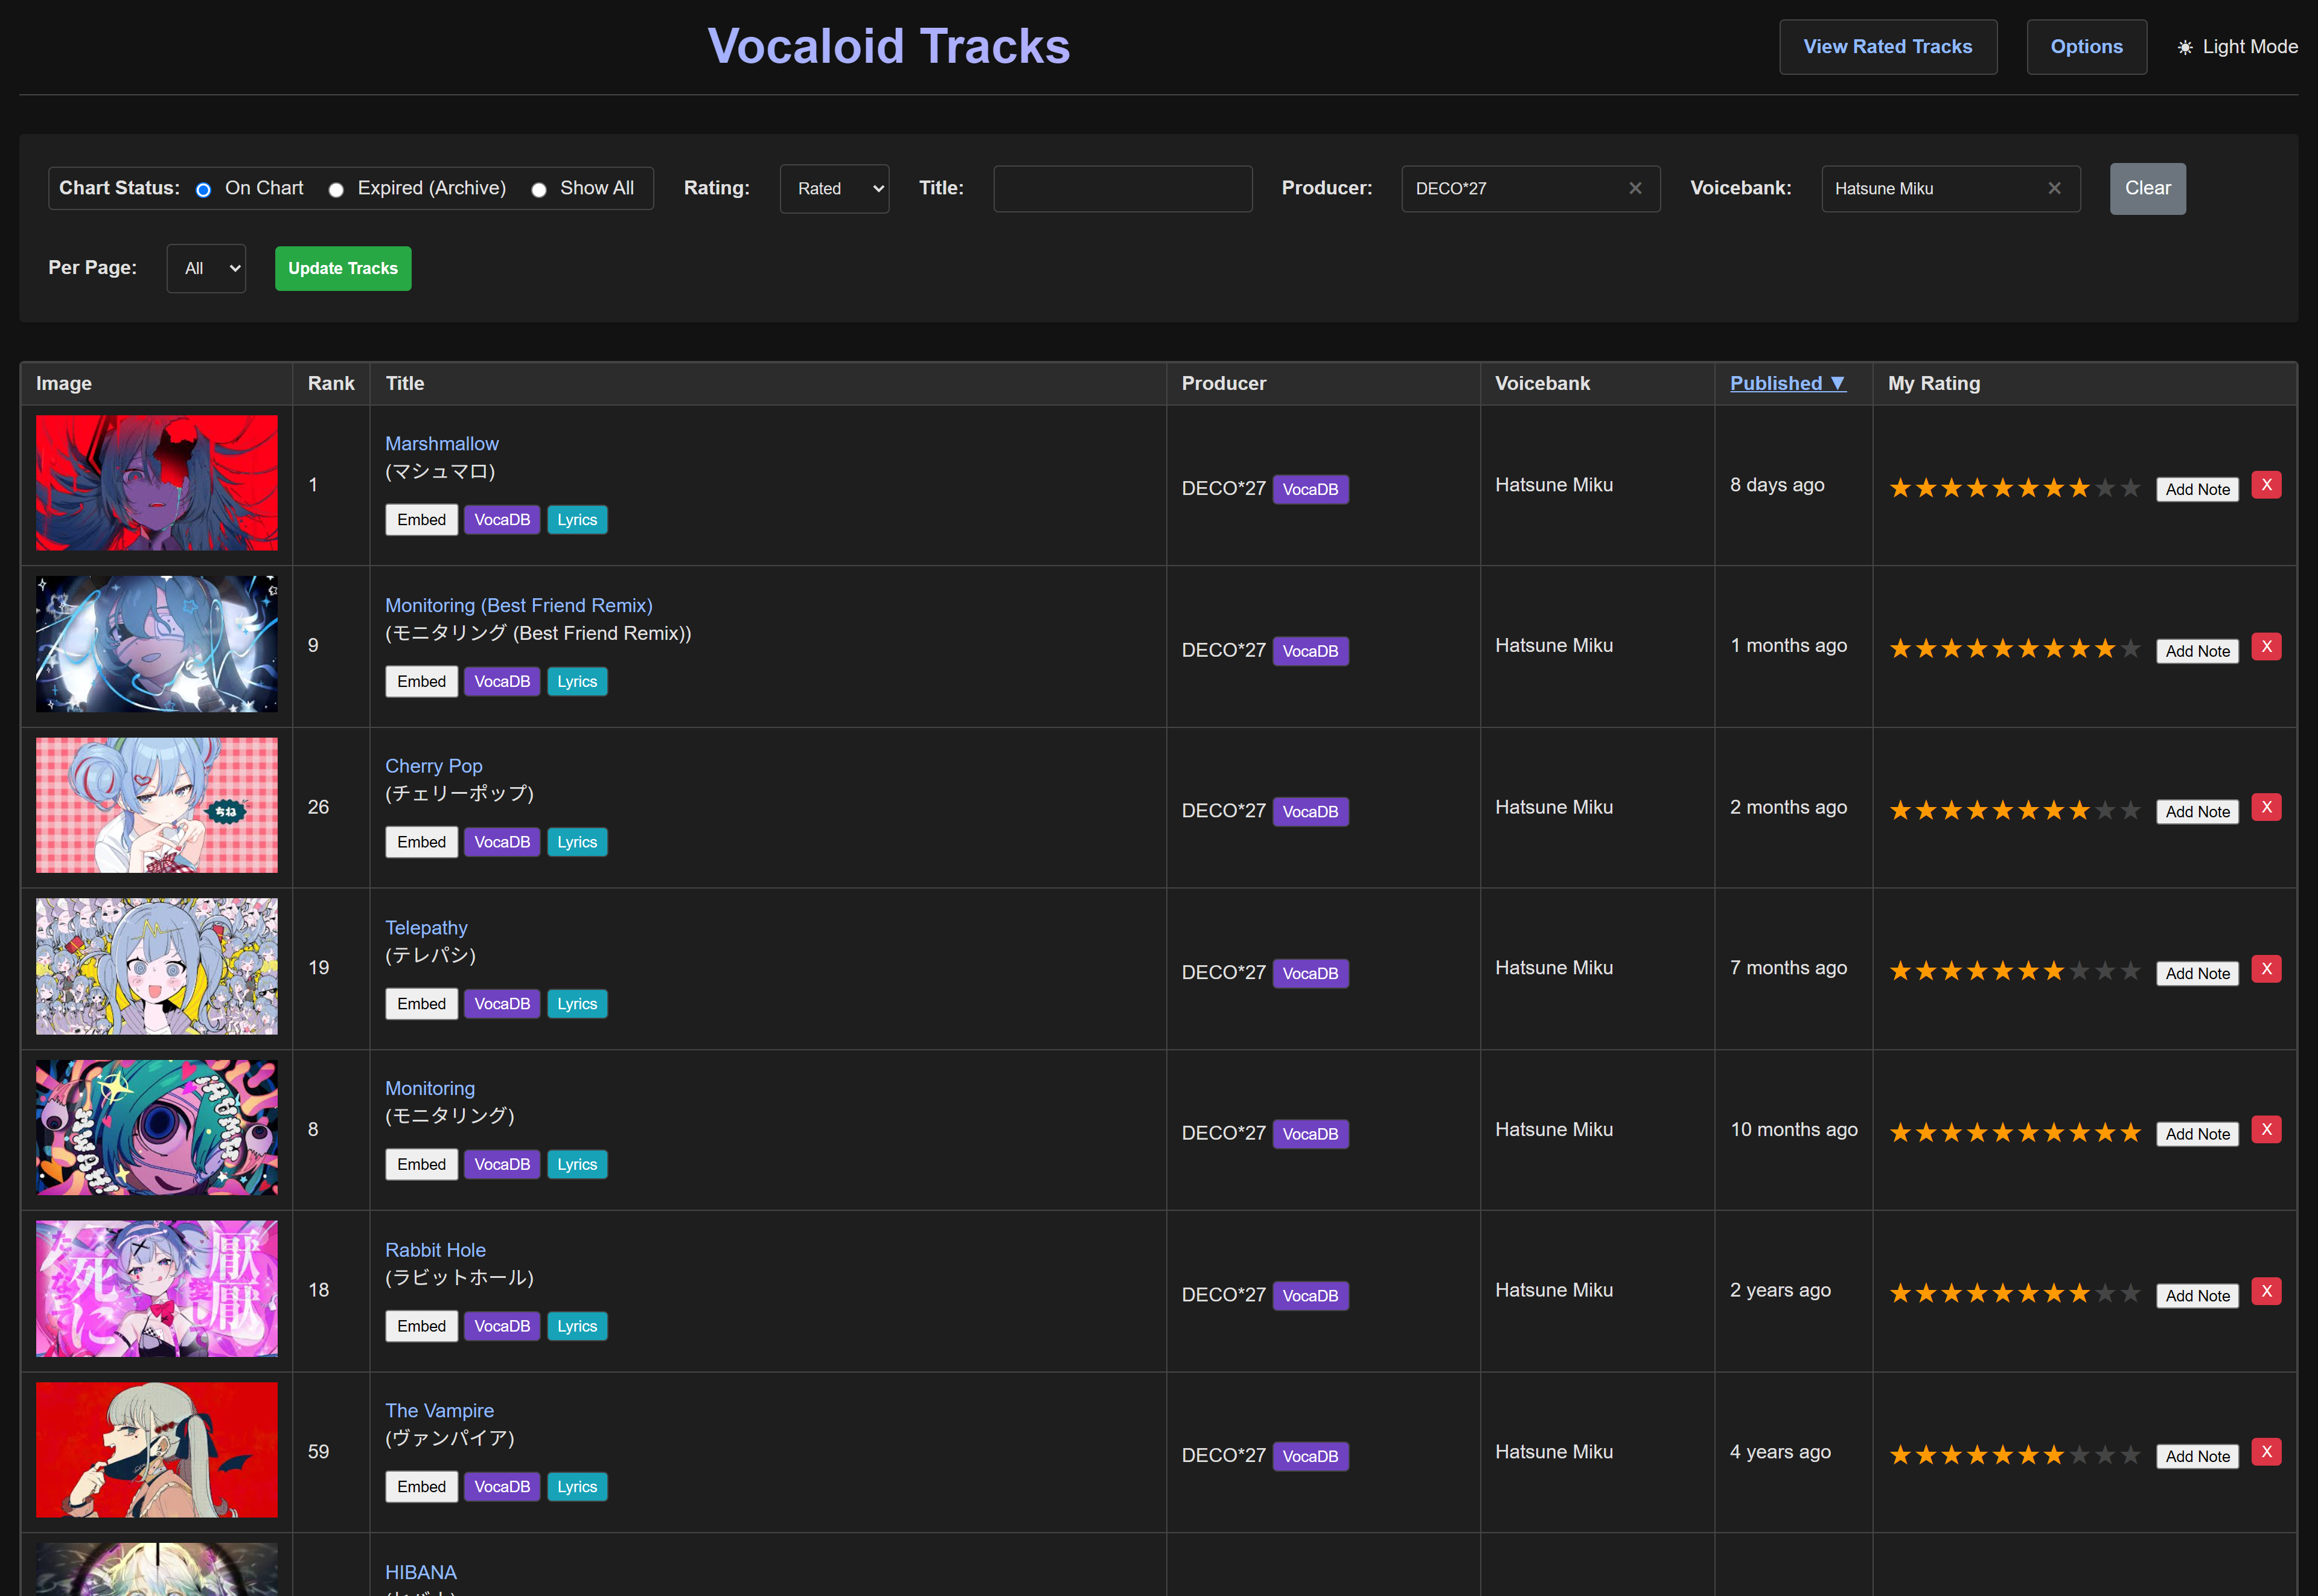 Vocaloid Tracks
View Rated Tracks
Options
☀ Light Mode
Chart Status: On Chart Expired (Archive) Show All Rating: Rated Title: Producer: DECO*27 × Voicebank: Hatsune Miku × Clear
Per Page: All Update Tracks
Image Rank Title Producer Voicebank Published ▼ My Rating
1
Marshmallow
(マシュマロ)
Embed VocaDB Lyrics
DECO*27 VocaDB
Hatsune Miku
8 days ago
★★★★★★★★★★ Add Note X
9
Monitoring (Best Friend Remix)
(モニタリング (Best Friend Remix))
Embed VocaDB Lyrics
DECO*27 VocaDB
Hatsune Miku
1 months ago
★★★★★★★★★★ Add Note X
ちね
26
Cherry Pop
(チェリーポップ)
Embed VocaDB Lyrics
DECO*27 VocaDB
Hatsune Miku
2 months ago
★★★★★★★★★★ Add Note X
19
Telepathy
(テレパシ)
Embed VocaDB Lyrics
DECO*27 VocaDB
Hatsune Miku
7 months ago
★★★★★★★★★★ Add Note X
8
Monitoring
(モニタリング)
Embed VocaDB Lyrics
DECO*27 VocaDB
Hatsune Miku
10 months ago
★★★★★★★★★★ Add Note X
死に
18
Rabbit Hole
(ラビットホール)
Embed VocaDB Lyrics
DECO*27 VocaDB
Hatsune Miku
2 years ago
★★★★★★★★★★ Add Note X
59
The Vampire
(ヴァンパイア)
Embed VocaDB Lyrics
DECO*27 VocaDB
Hatsune Miku
4 years ago
★★★★★★★★★★ Add Note X
HIBANA